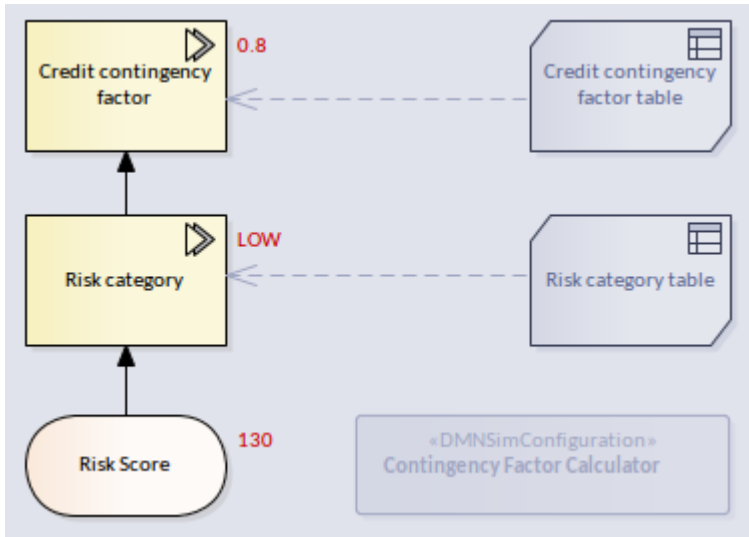 Credit contingency
factor
0.8
Credit contingency
factor table
Risk category
LOW
Risk category table
Risk Score
130
«DMNSimConfiguration»
Contingency Factor Calculator